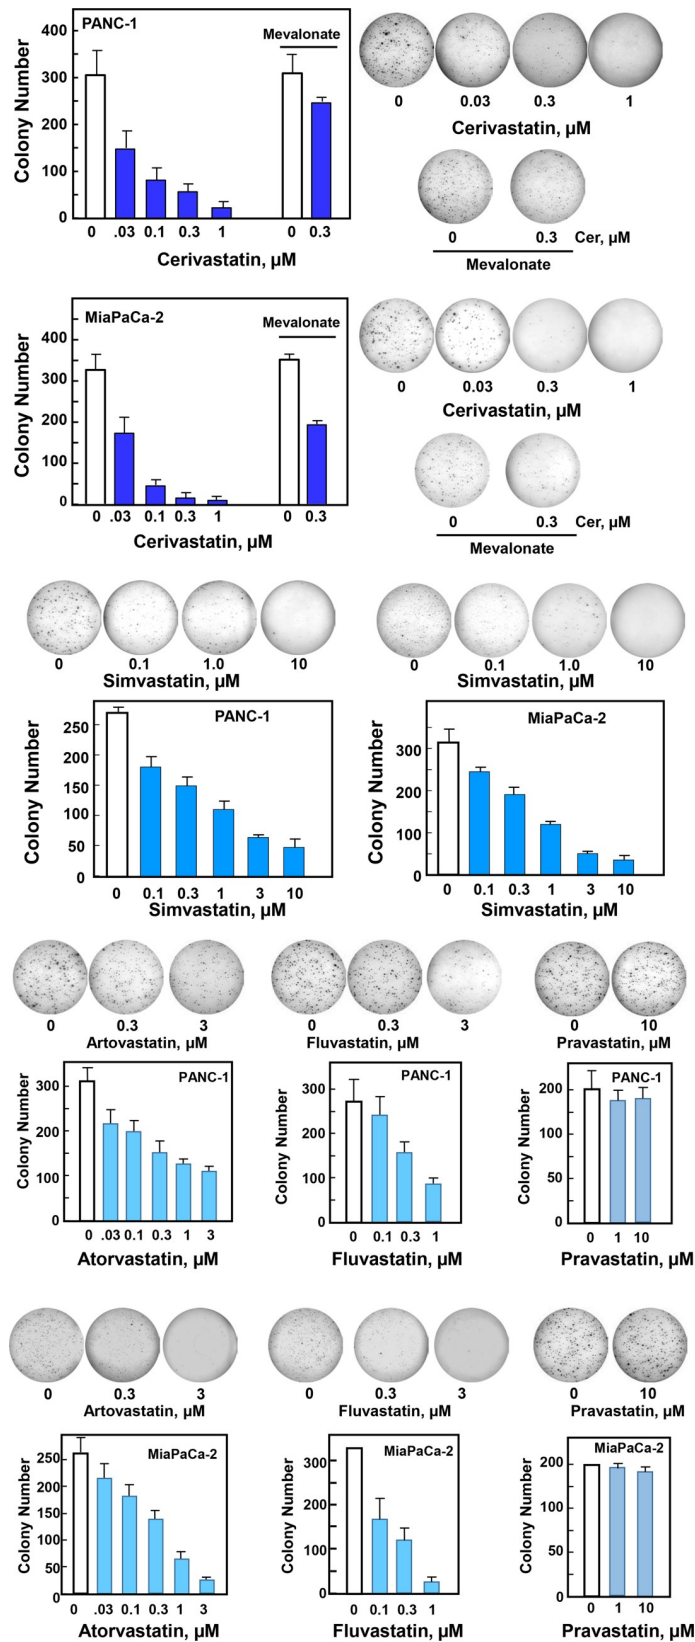 PANC-1
Mevalonate
Colony Number
400
300
200
100
0
0 .03 0.1 0.3 1 0 0.3
Cerivastatin, µM
0 0.03 0.3 1
Cerivastatin, µM
0 0.3 Cer, µM
Mevalonate
MiaPaCa-2
Mevalonate
Colony Number
400
300
200
100
0
0 .03 0.1 0.3 1 0 0.3
Cerivastatin, µM
0 0.03 0.3 1
Cerivastatin, µM
0 0.3 Cer, µM
Mevalonate
0 0.1 1.0 10
Simvastatin, µM
0 0.1 1.0 10
Simvastatin, µM
PANC-1
Colony Number
250
200
150
100
50
0
0 0.1 0.3 1 3 10
Simvastatin, µM
MiaPaCa-2
Colony Number
300
200
100
0
0 0.1 0.3 1 3 10
Simvastatin, µM
0 0.3 3
Artovastatin, µM
0 0.3 3
Fluvastatin, µM
0 10
Pravastatin, µM
PANC-1
Colony Number
300
200
100
0
0 .03 0.1 0.3 1 3
Atorvastatin, µM
PANC-1
Colony Number
300
200
100
0
0 0.1 0.3 1
Fluvastatin, µM
PANC-1
Colony Number
200
100
50
0
0 1 10
Pravastatin, µM
0 0.3 3
Artovastatin, µM
0 0.3 3
Fluvastatin, µM
0 10
Pravastatin, µM
MiaPaCa-2
Colony Number
250
200
150
100
50
0
0 .03 0.1 0.3 1 3
Atorvastatin, µM
MiaPaCa-2
Colony Number
300
200
100
0
0 0.1 0.3 1
Fluvastatin, µM
MiaPaCa-2
Colony Number
200
100
50
0
0 1 10
Pravastatin, µM